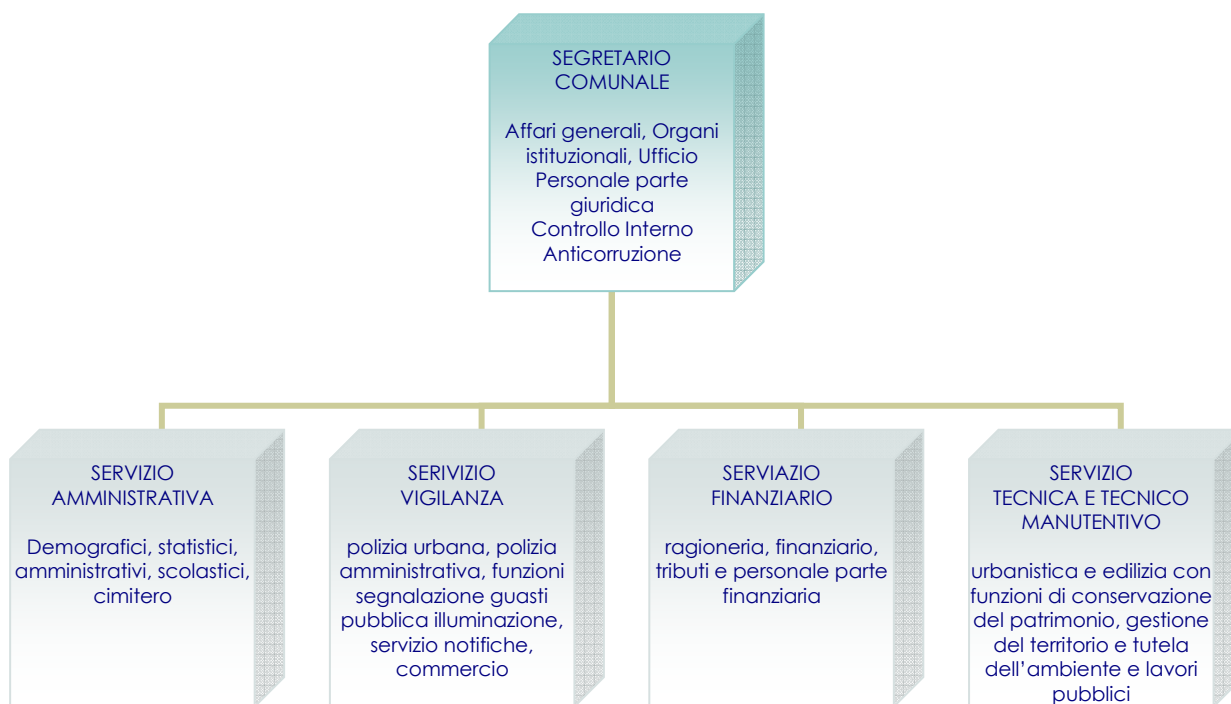 SEGRETARIO
COMUNALE
Affari generali, Organi
istituzionali, Ufficio
Personale parte
giuridica
Controllo Interno
Anticorruzione
SERVIZIO
AMMINISTRATIVA
Demografici, statistici,
amministrativi, scolastici,
cimitero
SERIVIZIO
VIGILANZA
polizia urbana, polizia
amministrativa, funzioni
segnalazione guasti
pubblica illuminazione,
servizio notifiche,
commercio
SERVIAZIO
FINANZIARIO
ragioneria, finanziario,
tributi e personale parte
finanziaria
SERVIZIO
TECNICA E TECNICO
MANUTENTIVO
urbanistica e edilizia con
funzioni di conservazione
del patrimonio, gestione
del territorio e tutela
dell’ambiente e lavori
pubblici